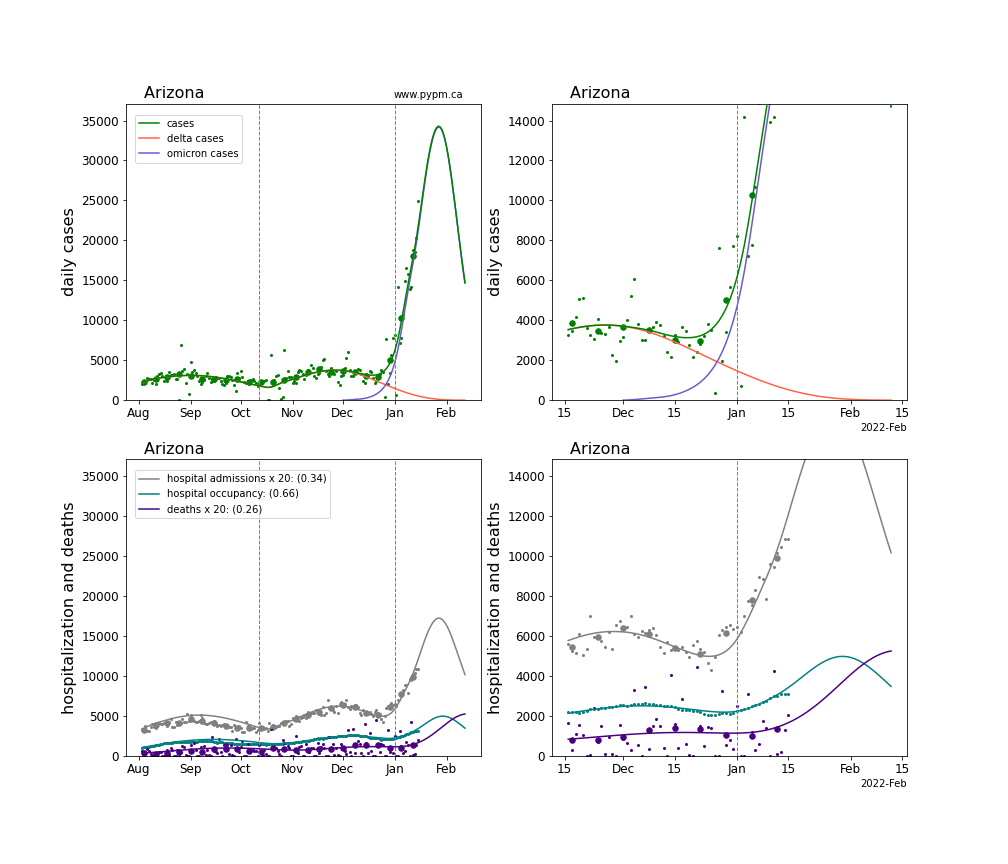 Arizona
www.pypm.ca
35000
30000
25000
20000
15000
10000
5000
0
daily cases
cases
delta cases
omicron cases
Aug Sep Oct Nov Dec Jan Feb
Arizona
14000
12000
10000
8000
6000
4000
2000
0
daily cases
15 Dec 15 Jan 15 Feb 15
2022-Feb
Arizona
35000
30000
25000
20000
15000
10000
5000
0
hospitalization and deaths
hospital admissions x 20: (0.34)
hospital occupancy: (0.66)
deaths x 20: (0.26)
Aug Sep Oct Nov Dec Jan Feb
Arizona
14000
12000
10000
8000
6000
4000
2000
0
hospitalization and deaths
15 Dec 15 Jan 15 Feb 15
2022-Feb